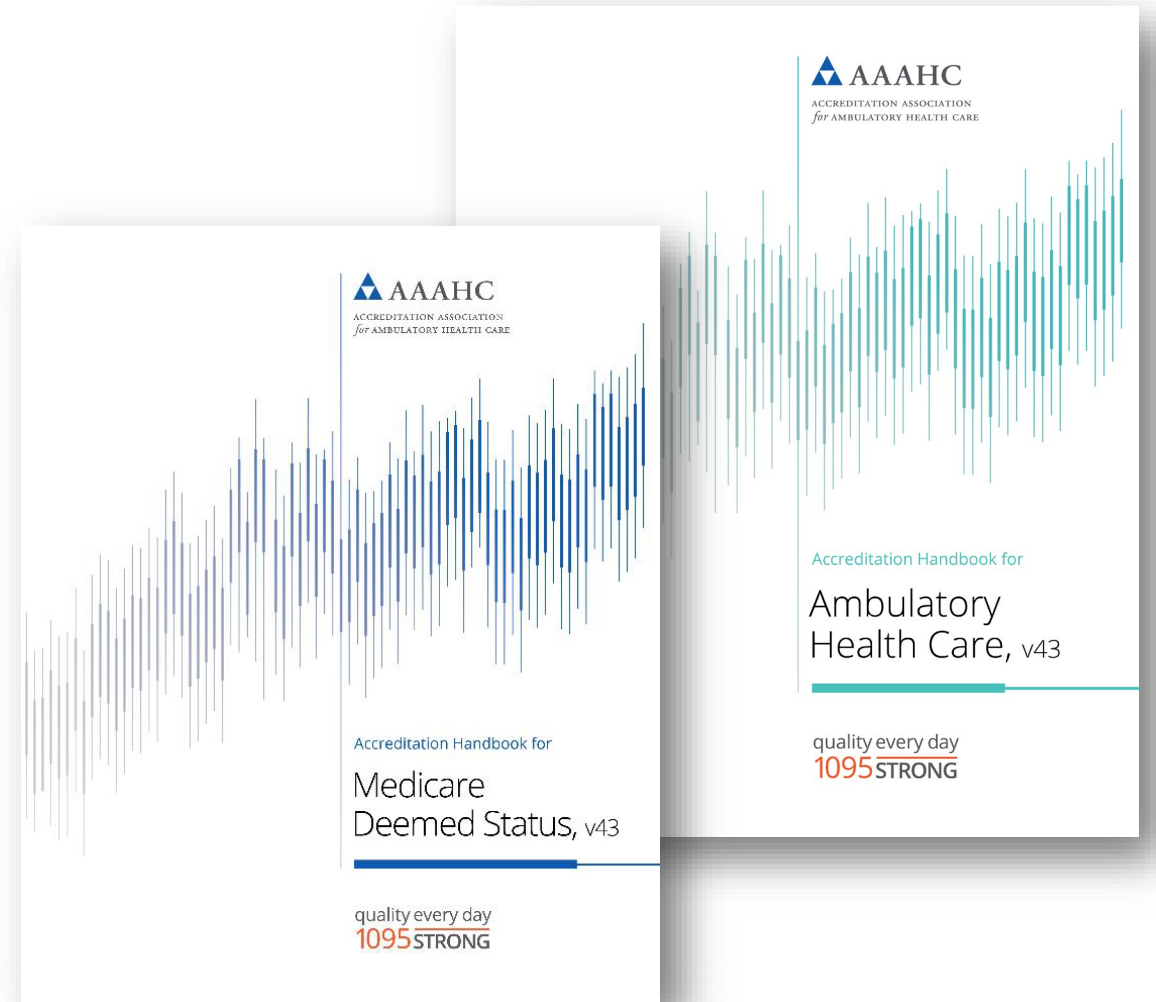 AAAHC
ACCREDITATION ASSOCIATION
for AMBULATORY HEALTH CARE
Accreditation Handbook for
Ambulatory
Health Care, v43
quality every day
1095 STRONG
AAAHC
ACCREDITATION ASSOCIATION
for AMBULATORY HEALTH CARE
Accreditation Handbook for
Medicare
Deemed Status, v43
quality every day
1095 STRONG